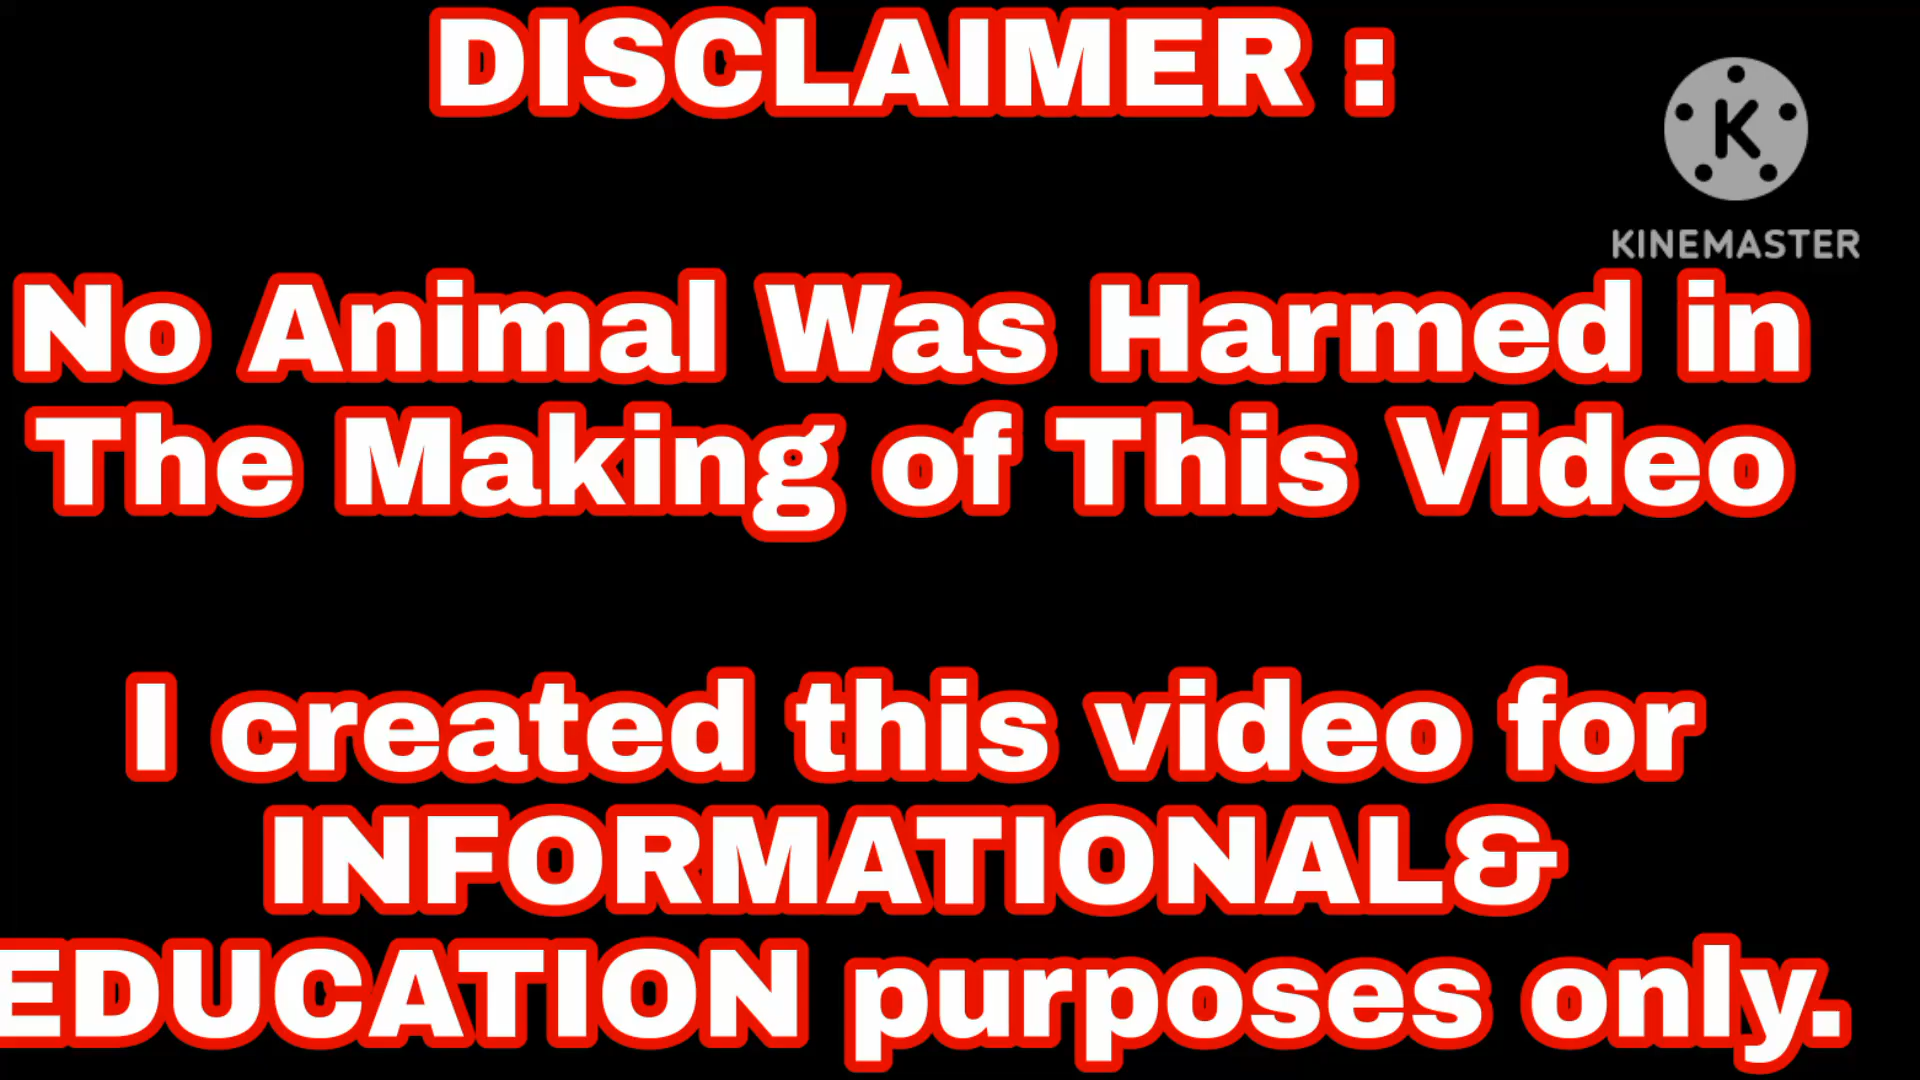 DISCLAIMER :
K
KINEMASTER
No Animal Was Harmed in
The Making of This Video
I created this video for
INFORMATIONAL&
EDUCATION purposes only.